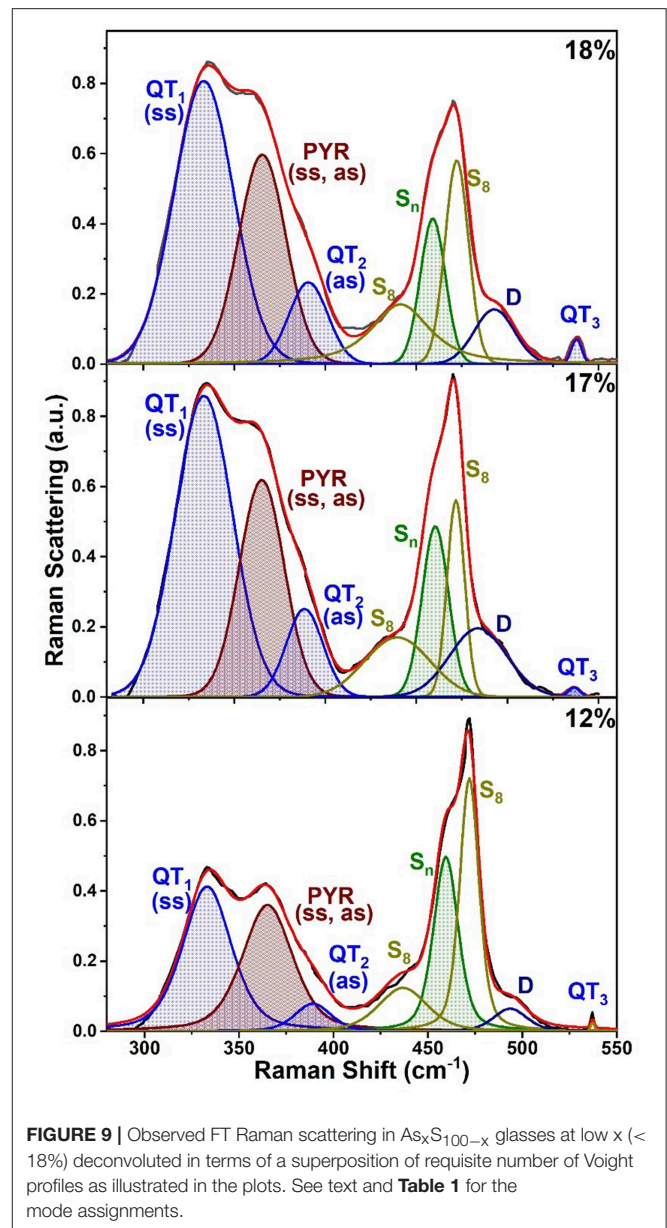 18%
QT₁
(ss)
PYR
(ss, as)
QT₂
(as)
S₈
Sₙ
S₈
D
QT₃
0.8
0.6
0.4
0.2
0.0
17%
QT₁
(ss)
PYR
(ss, as)
QT₂
(as)
S₈
Sₙ
S₈
D
QT₃
0.8
0.6
0.4
0.2
0.0
Raman Scattering (a.u.)
12%
QT₁
(ss)
PYR
(ss, as)
QT₂
(as)
S₈
Sₙ
S₈
D
QT₃
0.8
0.6
0.4
0.2
0.0
300 350 400 450 500 550
Raman Shift (cm⁻¹)
FIGURE 9 | Observed FT Raman scattering in AsₓS₁₀₀₋ₓ glasses at low x (<
18%) deconvoluted in terms of a superposition of requisite number of Voight
profiles as illustrated in the plots. See text and Table 1 for the
mode assignments.